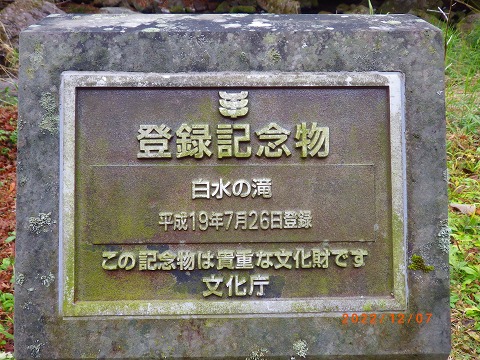 登録記念物
白水の滝
平成19年7月26日登録
この記念物は貴重な文化財です
文化庁
2022/12/07